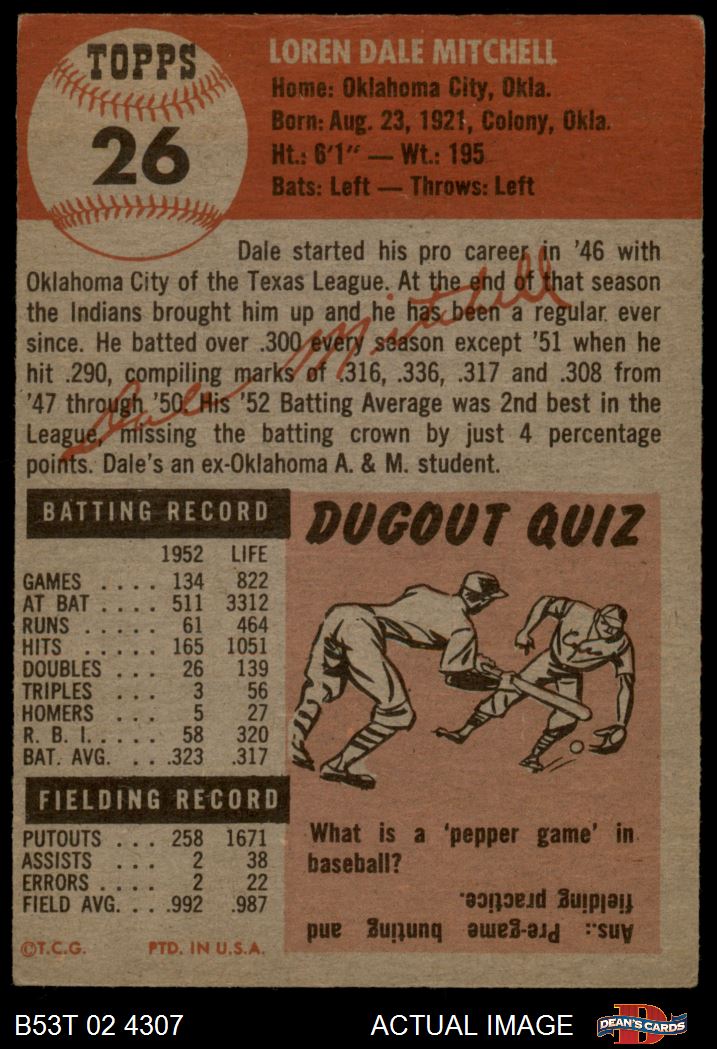 TOPPS
26
LOREN DALE MITCHELL
Home: Oklahoma City, Okla.
Born: Aug. 23, 1921, Colony, Okla.
Ht.: 6'1" — Wt.: 195
Bats: Left — Throws: Left
Dale started his pro career in '46 with
Oklahoma City of the Texas League. At the end of that season
the Indians brought him up and he has been a regular ever
since. He batted over .300 every season except '51 when he
hit .290, compiling marks of .316, .336, .317 and .308 from
'47 through '50. His '52 Batting Average was 2nd best in the
League, missing the batting crown by just 4 percentage
points. Dale's an ex-Oklahoma A. & M. student.
Dale Mitchell
BATTING RECORD
1952 LIFE
GAMES .... 134 822
AT BAT .... 511 3312
RUNS ..... 61 464
HITS ..... 165 1051
DOUBLES ... 26 139
TRIPLES ... 3 56
HOMERS ... 5 27
R. B. I. .... 58 320
BAT. AVG. ... .323 .317
FIELDING RECORD
PUTOUTS ... 258 1671
ASSISTS ... 2 38
ERRORS ... 2 22
FIELD AVG. ... .992 .987
©T.C.G. PTD. IN U.S.A.
DUGOUT QUIZ
What is a 'pepper game' in
baseball?
Ans.: Pre-game bunting and
fielding practice.
B53T 02 4307
ACTUAL IMAGE
D
DEAN'S CARDS